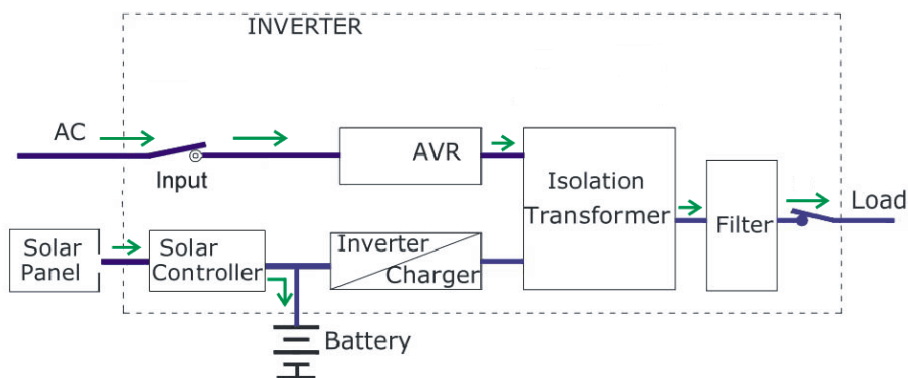 INVERTER
AC
Input
AVR
Isolation
Transformer
Filter
Load
Solar
Panel
Solar
Controller
Inverter
Charger
Battery